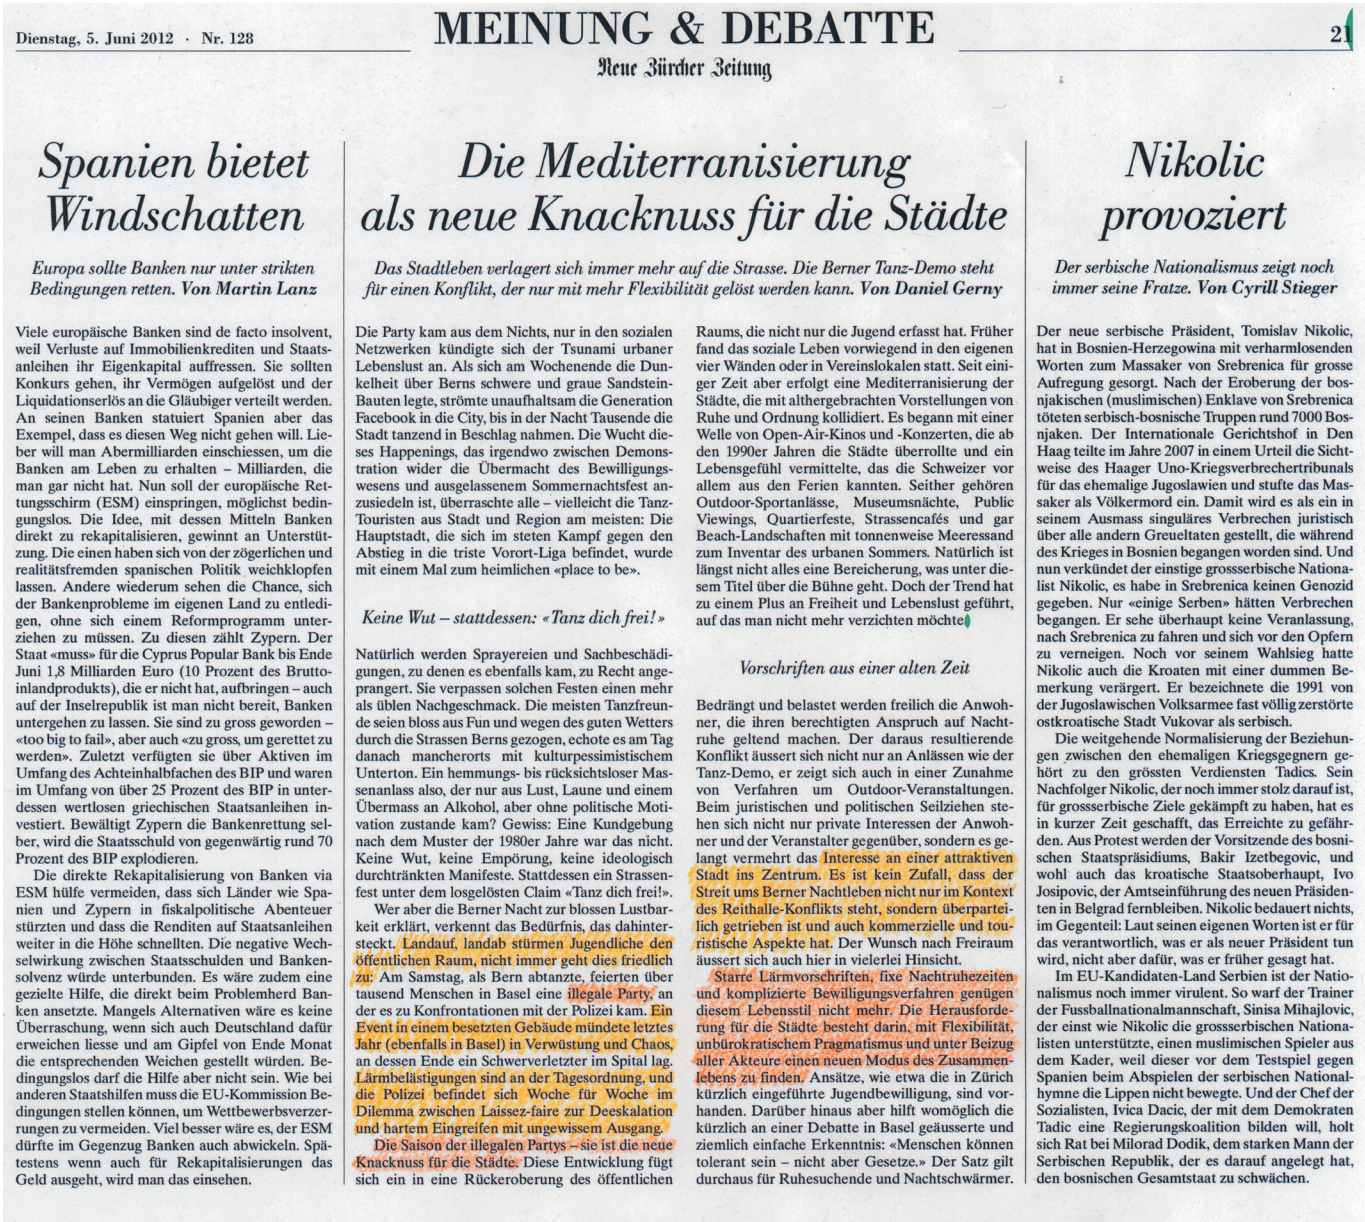 Dienstag, 5. Juni 2012 · Nr. 128
MEINUNG & DEBATTE
21
Neue Zürcher Zeitung
Spanien bietet
Windschatten
Europa sollte Banken nur unter strikten
Bedingungen retten. Von Martin Lanz
Viele europäische Banken sind de facto insolvent,
weil Verluste auf Immobilienkrediten und Staats-
anleihen ihr Eigenkapital auffressen. Sie sollten
Konkurs gehen, ihr Vermögen aufgelöst und der
Liquidationserlös an die Gläubiger verteilt werden.
An seinen Banken statuiert Spanien aber das
Exempel, dass es diesen Weg nicht gehen will. Lie-
ber will man Abermilliarden einschiessen, um die
Banken am Leben zu erhalten – Milliarden, die
man gar nicht hat. Nun soll der europäische Ret-
tungsschirm (ESM) einspringen, möglichst bedin-
gungslos. Die Idee, mit dessen Mitteln Banken
direkt zu rekapitalisieren, gewinnt an Unterstüt-
zung. Die einen haben sich von der zögerlichen und
realitätsfremden spanischen Politik weichklopfen
lassen. Andere wiederum sehen die Chance, sich
der Bankenprobleme im eigenen Land zu entledi-
gen, ohne sich einem Reformprogramm unter-
ziehen zu müssen. Zu diesen zählt Zypern. Der
Staat «muss» für die Cyprus Popular Bank bis Ende
Juni 1,8 Milliarden Euro (10 Prozent des Brutto-
inlandprodukts), die er nicht hat, aufbringen – auch
auf der Inselrepublik ist man nicht bereit, Banken
untergehen zu lassen. Sie sind zu gross geworden –
«too big to fail», aber auch «zu gross, um gerettet zu
werden». Zuletzt verfügten sie über Aktiven im
Umfang des Achteinhalbfachen des BIP und waren
im Umfang von über 25 Prozent des BIP in unter-
dessen wertlosen griechischen Staatsanleihen in-
vestiert. Bewältigt Zypern die Bankenrettung sel-
ber, wird die Staatsschuld von gegenwärtig rund 70
Prozent des BIP explodieren.
Die direkte Rekapitalisierung von Banken via
ESM hülfe vermeiden, dass sich Länder wie Spa-
nien und Zypern in fiskalpolitische Abenteuer
stürzten und dass die Renditen auf Staatsanleihen
weiter in die Höhe schnellten. Die negative Wech-
selwirkung zwischen Staatsschulden und Banken-
solvenz würde unterbunden. Es wäre zudem eine
gezielte Hilfe, die direkt beim Problemherd Ban-
ken ansetzte. Mangels Alternativen wäre es keine
Überraschung, wenn sich auch Deutschland dafür
erweichen liesse und am Gipfel von Ende Monat
die entsprechenden Weichen gestellt würden. Be-
dingungslos darf die Hilfe aber nicht sein. Wie bei
anderen Staatshilfen muss die EU-Kommission Be-
dingungen stellen können, um Wettbewerbsverzer-
rungen zu vermeiden. Viel besser wäre es, der ESM
dürfte im Gegenzug Banken auch abwickeln. Spä-
testens wenn auch für Rekapitalisierungen das
Geld ausgeht, wird man das einsehen.
Die Mediterranisierung
als neue Knacknuss für die Städte
Das Stadtleben verlagert sich immer mehr auf die Strasse. Die Berner Tanz-Demo steht
für einen Konflikt, der nur mit mehr Flexibilität gelöst werden kann. Von Daniel Gerny
Die Party kam aus dem Nichts, nur in den sozialen
Netzwerken kündigte sich der Tsunami urbaner
Lebenslust an. Als sich am Wochenende die Dun-
kelheit über Berns schwere und graue Sandstein-
Bauten legte, strömte unaufhaltsam die Generation
Facebook in die City, bis in der Nacht Tausende die
Stadt tanzend in Beschlag nahmen. Die Wucht die-
ses Happenings, das irgendwo zwischen Demons-
tration wider die Übermacht des Bewilligungs-
wesens und ausgelassenem Sommernachtsfest an-
zusiedeln ist, überraschte alle – vielleicht die Tanz-
Touristen aus Stadt und Region am meisten: Die
Hauptstadt, die sich im steten Kampf gegen den
Abstieg in die triste Vorort-Liga befindet, wurde
mit einem Mal zum heimlichen «place to be».
Keine Wut – stattdessen: «Tanz dich frei!»
Natürlich werden Sprayereien und Sachbeschädi-
gungen, zu denen es ebenfalls kam, zu Recht ange-
prangert. Sie verpassen solchen Festen einen mehr
als üblen Nachgeschmack. Die meisten Tanzfreun-
de seien bloss aus Fun und wegen des guten Wetters
durch die Strassen Berns gezogen, echote es am Tag
danach mancherorts mit kulturpessimistischem
Unterton. Ein hemmungs- bis rücksichtsloser Mas-
senanlass also, der nur aus Lust, Laune und einem
Übermass an Alkohol, aber ohne politische Moti-
vation zustande kam? Gewiss: Eine Kundgebung
nach dem Muster der 1980er Jahre war das nicht.
Keine Wut, keine Empörung, keine ideologisch
durchtränkten Manifeste. Stattdessen ein Strassen-
fest unter dem losgelösten Claim «Tanz dich frei!».
Wer aber die Berner Nacht zur blossen Lustbar-
keit erklärt, verkennt das Bedürfnis, das dahinter-
steckt. Landauf, landab stürmen Jugendliche den
öffentlichen Raum, nicht immer geht dies friedlich
zu: Am Samstag, als Bern abtanzte, feierten über
tausend Menschen in Basel eine illegale Party, an
der es zu Konfrontationen mit der Polizei kam. Ein
Event in einem besetzten Gebäude mündete letztes
Jahr (ebenfalls in Basel) in Verwüstung und Chaos,
an dessen Ende ein Schwerverletzter im Spital lag.
Lärmbelästigungen sind an der Tagesordnung, und
die Polizei befindet sich Woche für Woche im
Dilemma zwischen Laissez-faire zur Deeskalation
und hartem Eingreifen mit ungewissem Ausgang.
Die Saison der illegalen Partys – sie ist die neue
Knacknuss für die Städte. Diese Entwicklung fügt
sich ein in eine Rückeroberung des öffentlichen
Raums, die nicht nur die Jugend erfasst hat. Früher
fand das soziale Leben vorwiegend in den eigenen
vier Wänden oder in Vereinslokalen statt. Seit eini-
ger Zeit aber erfolgt eine Mediterranisierung der
Städte, die mit althergebrachten Vorstellungen von
Ruhe und Ordnung kollidiert. Es begann mit einer
Welle von Open-Air-Kinos und -Konzerten, die ab
den 1990er Jahren die Städte überrollte und ein
Lebensgefühl vermittelte, das die Schweizer vor
allem aus den Ferien kannten. Seither gehören
Outdoor-Sportanlässe, Museumsnächte, Public
Viewings, Quartierfeste, Strassencafés und gar
Beach-Landschaften mit tonnenweise Meeressand
zum Inventar des urbanen Sommers. Natürlich ist
längst nicht alles eine Bereicherung, was unter die-
sem Titel über die Bühne geht. Doch der Trend hat
zu einem Plus an Freiheit und Lebenslust geführt,
auf das man nicht mehr verzichten möchte.
Vorschriften aus einer alten Zeit
Bedrängt und belastet werden freilich die Anwoh-
ner, die ihren berechtigten Anspruch auf Nacht-
ruhe geltend machen. Der daraus resultierende
Konflikt äussert sich nicht nur an Anlässen wie der
Tanz-Demo, er zeigt sich auch in einer Zunahme
von Verfahren um Outdoor-Veranstaltungen.
Beim juristischen und politischen Seilziehen ste-
hen sich nicht nur private Interessen der Anwoh-
ner und der Veranstalter gegenüber, sondern es ge-
langt vermehrt das Interesse an einer attraktiven
Stadt ins Zentrum. Es ist kein Zufall, dass der
Streit ums Berner Nachtleben nicht nur im Kontext
des Reithalle-Konflikts steht, sondern überpartei-
lich getrieben ist und auch kommerzielle und tou-
ristische Aspekte hat. Der Wunsch nach Freiraum
äussert sich auch hier in vielerlei Hinsicht.
Starre Lärmvorschriften, fixe Nachtruhezeiten
und komplizierte Bewilligungsverfahren genügen
diesem Lebensstil nicht mehr. Die Herausforde-
rung für die Städte besteht darin, mit Flexibilität,
unbürokratischem Pragmatismus und unter Beizug
aller Akteure einen neuen Modus des Zusammen-
lebens zu finden. Ansätze, wie etwa die in Zürich
kürzlich eingeführte Jugendbewilligung, sind vor-
handen. Darüber hinaus aber hilft womöglich die
kürzlich an einer Debatte in Basel geäusserte und
ziemlich einfache Erkenntnis: «Menschen können
tolerant sein – nicht aber Gesetze.» Der Satz gilt
durchaus für Ruhesuchende und Nachtschwärmer.
Nikolic
provoziert
Der serbische Nationalismus zeigt noch
immer seine Fratze. Von Cyrill Stieger
Der neue serbische Präsident, Tomislav Nikolic,
hat in Bosnien-Herzegowina mit verharmlosenden
Worten zum Massaker von Srebrenica für grosse
Aufregung gesorgt. Nach der Eroberung der bos-
njakischen (muslimischen) Enklave von Srebrenica
töteten serbisch-bosnische Truppen rund 7000 Bos-
njaken. Der Internationale Gerichtshof in Den
Haag teilte im Jahre 2007 in einem Urteil die Sicht-
weise des Haager Uno-Kriegsverbrechertribunals
für das ehemalige Jugoslawien und stufte das Mas-
saker als Völkermord ein. Damit wird es als ein in
seinem Ausmass singuläres Verbrechen juristisch
über alle andern Greueltaten gestellt, die während
des Krieges in Bosnien begangen worden sind. Und
nun verkündet der einstige grossserbische Nationa-
list Nikolic, es habe in Srebrenica keinen Genozid
gegeben. Nur «einige Serben» hätten Verbrechen
begangen. Er sehe überhaupt keine Veranlassung,
nach Srebrenica zu fahren und sich vor den Opfern
zu verneigen. Noch vor seinem Wahlsieg hatte
Nikolic auch die Kroaten mit einer dummen Be-
merkung verärgert. Er bezeichnete die 1991 von
der Jugoslawischen Volksarmee fast völlig zerstörte
ostkroatische Stadt Vukovar als serbisch.
Die weitgehende Normalisierung der Beziehun-
gen zwischen den ehemaligen Kriegsgegnern ge-
hört zu den grössten Verdiensten Tadics. Sein
Nachfolger Nikolic, der noch immer stolz darauf ist,
für grossserbische Ziele gekämpft zu haben, hat es
in kurzer Zeit geschafft, das Erreichte zu gefähr-
den. Aus Protest werden der Vorsitzende des bosni-
schen Staatspräsidiums, Bakir Izetbegovic, und
wohl auch das kroatische Staatsoberhaupt, Ivo
Josipovic, der Amtseinführung des neuen Präsiden-
ten in Belgrad fernbleiben. Nikolic bedauert nichts,
im Gegenteil: Laut seinen eigenen Worten ist er für
das verantwortlich, was er als neuer Präsident tun
wird, nicht aber dafür, was er früher gesagt hat.
Im EU-Kandidaten-Land Serbien ist der Natio-
nalismus noch immer virulent. So warf der Trainer
der Fussballnationalmannschaft, Sinisa Mihajlovic,
der einst wie Nikolic die grossserbischen Nationa-
listen unterstützte, einen muslimischen Spieler aus
dem Kader, weil dieser vor dem Testspiel gegen
Spanien beim Abspielen der serbischen National-
hymne die Lippen nicht bewegte. Und der Chef der
Sozialisten, Ivica Dacic, der mit dem Demokraten
Tadic eine Regierungskoalition bilden will, holt
sich Rat bei Milorad Dodik, dem starken Mann der
Serbischen Republik, der es darauf angelegt hat,
den bosnischen Gesamtstaat zu schwächen.